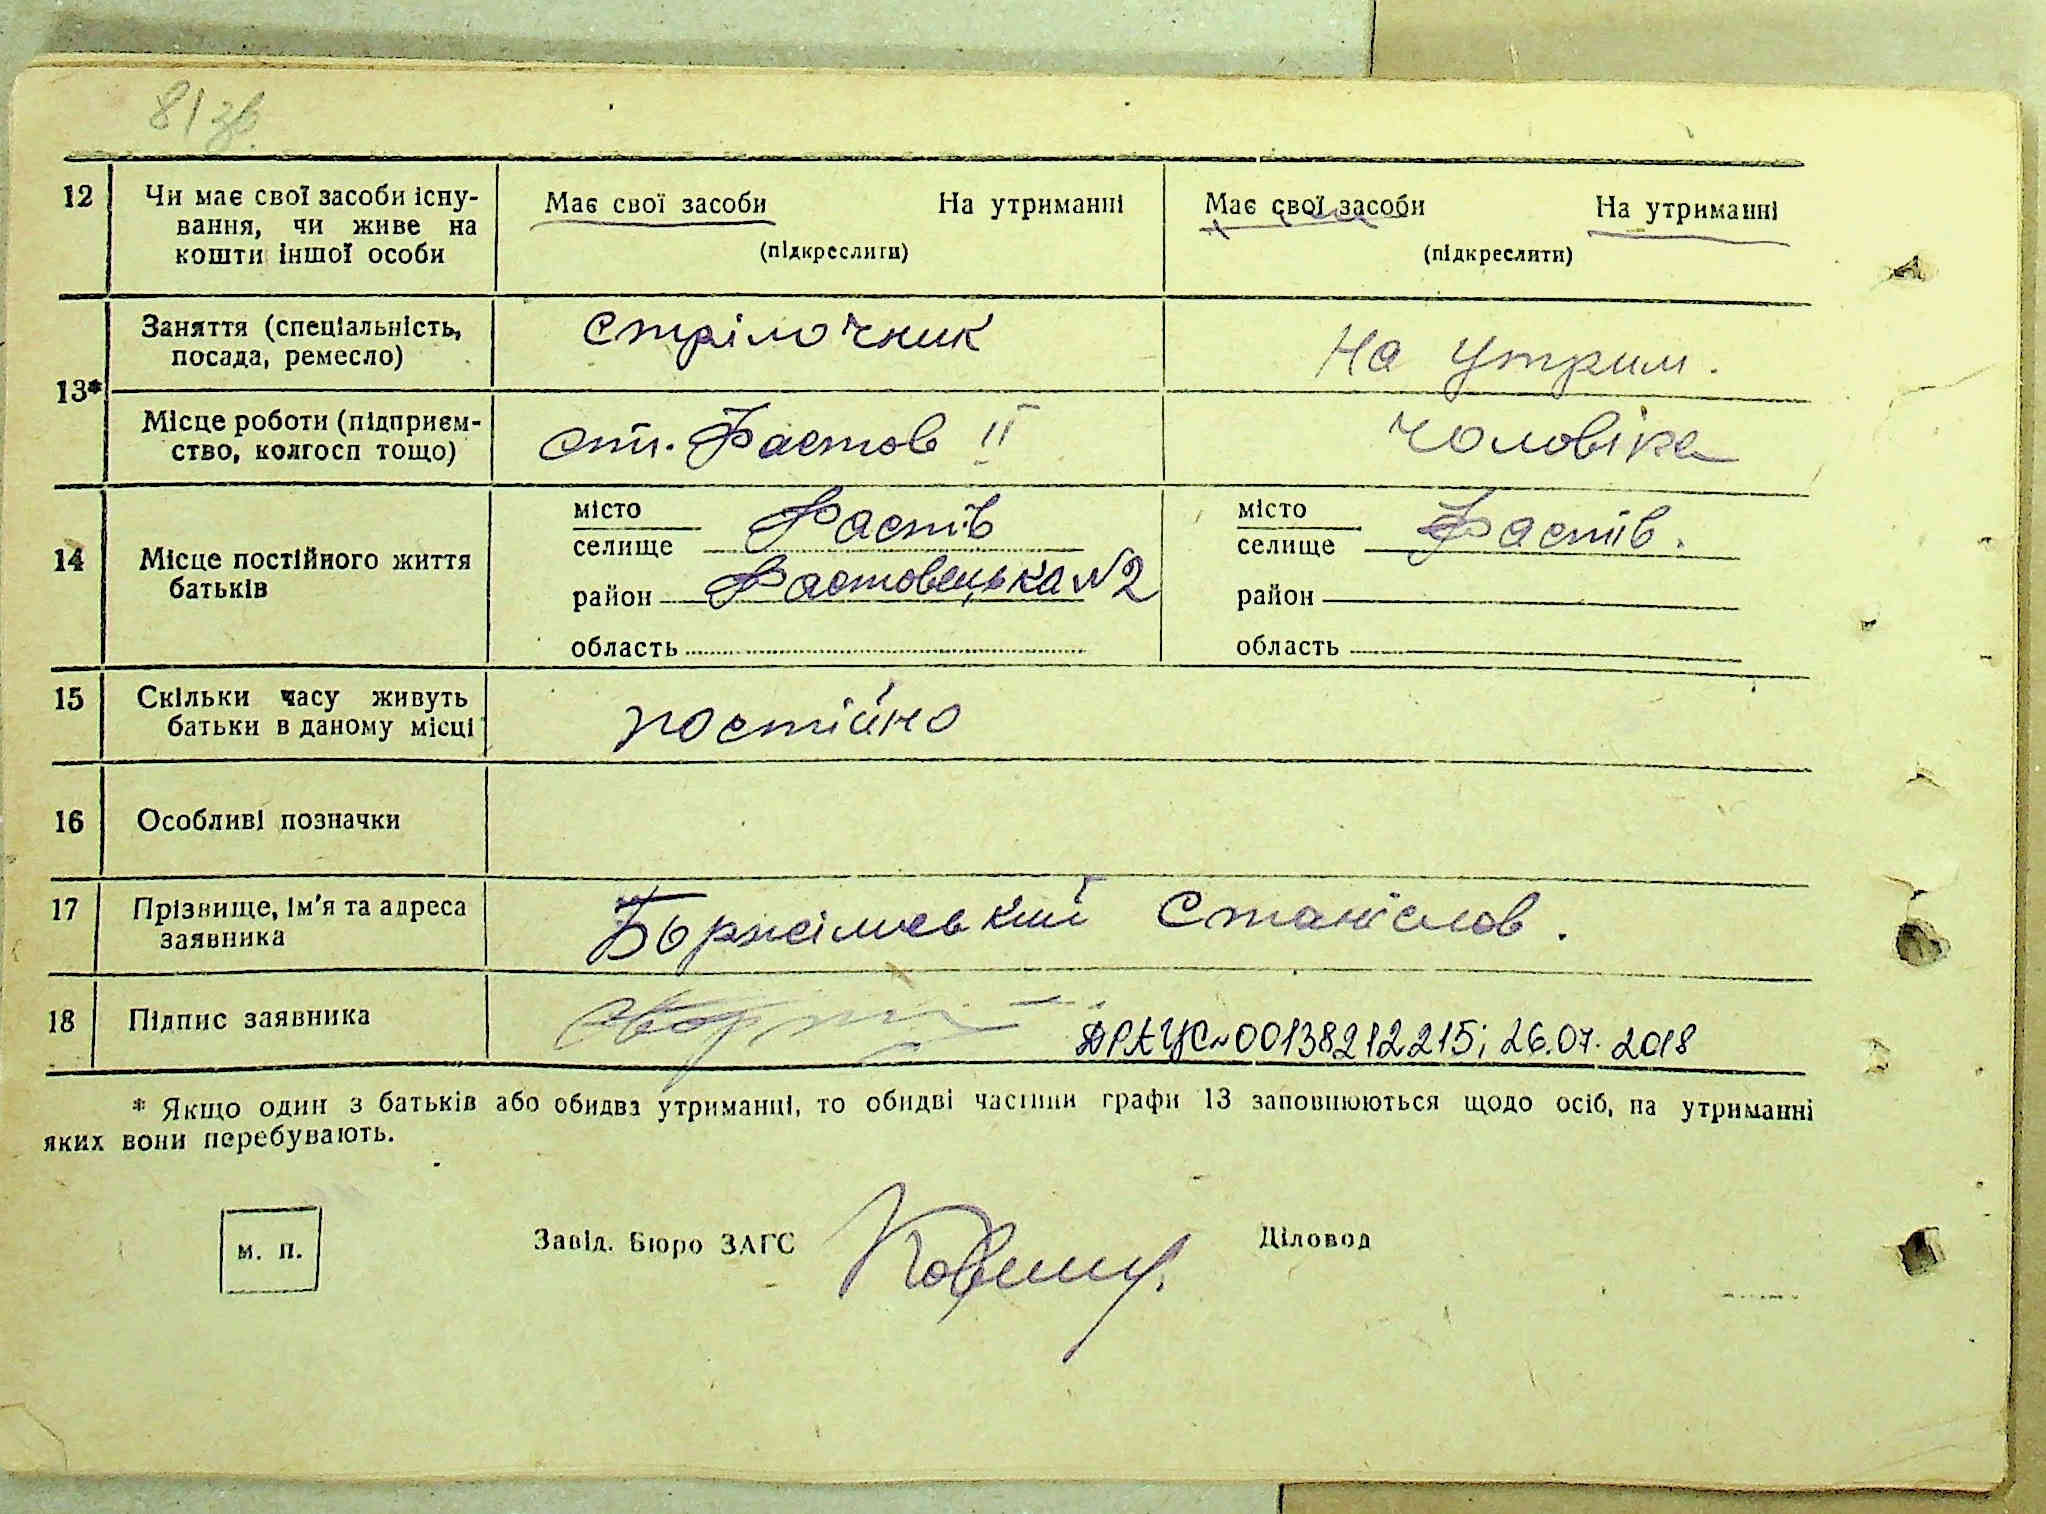 81 зв.
12 Чи має свої засоби існу-
вання, чи живе на
кошти іншої особи
Має свої засоби На утриманні
(підкреслити)
Має свої засоби На утриманні
(підкреслити)
13*
Заняття (спеціальність,
посада, ремесло)
Стрілочник
На утрим.
Місце роботи (підприєм-
ство, колгосп тощо)
ст. Фастов II
чоловіка
14 Місце постійного життя
батьків
місто
селище Фастів
район Фастовецька №2
область
місто
селище Фастів.
район
область
15 Скільки часу живуть
батьки в даному місці
постійно
16 Особливі позначки
17 Прізвище, ім'я та адреса
заявника
Станіслов.
18 Підпис заявника
ДРАЦС~00138212215; 26.07.2018
* Якщо один з батьків або обидва утриманці, то обидві частини графи 13 заповнюються щодо осіб, на утриманні
яких вони перебувають.
м. п.
Завід. Бюро ЗАГС
Діловод